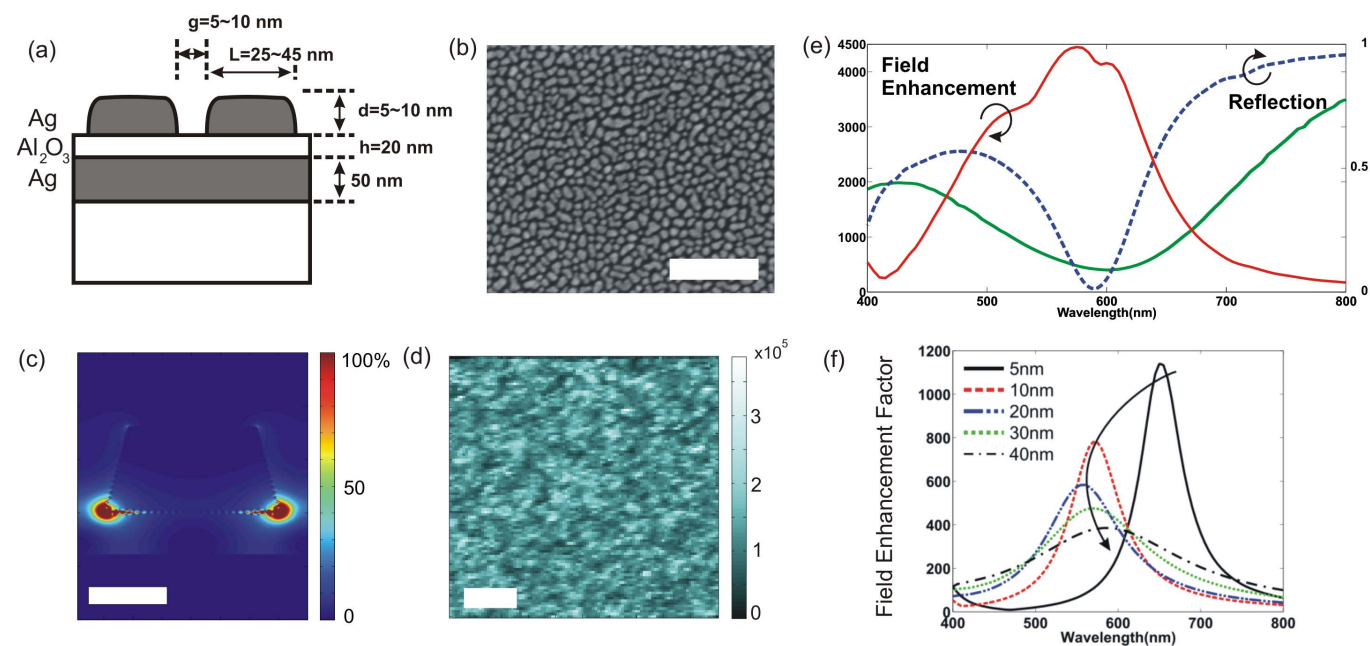 (a)
g=5~10 nm
L=25~45 nm
Ag
d=5~10 nm
Al2O3
h=20 nm
Ag
50 nm
(b)
(c)
100%
50
0
(d)
x10^5
3
2
1
0
(e)
4500
4000
3000
2000
1000
0
Field
Enhancement
Reflection
1
0.5
0
400
500
600
700
800
Wavelength(nm)
(f)
Field Enhancement Factor
1200
1000
800
600
400
200
0
5nm
10nm
20nm
30nm
40nm
400
500
600
700
800
Wavelength(nm)